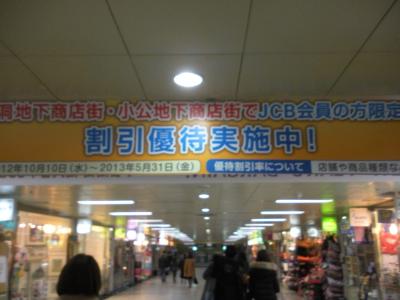 洞地下商店街・小公地下商店街でJCB会員の方限定
割引優待実施中！
12年10月10日(水)～2013年5月31日(金) 優待割引率について 店舗や商品種類